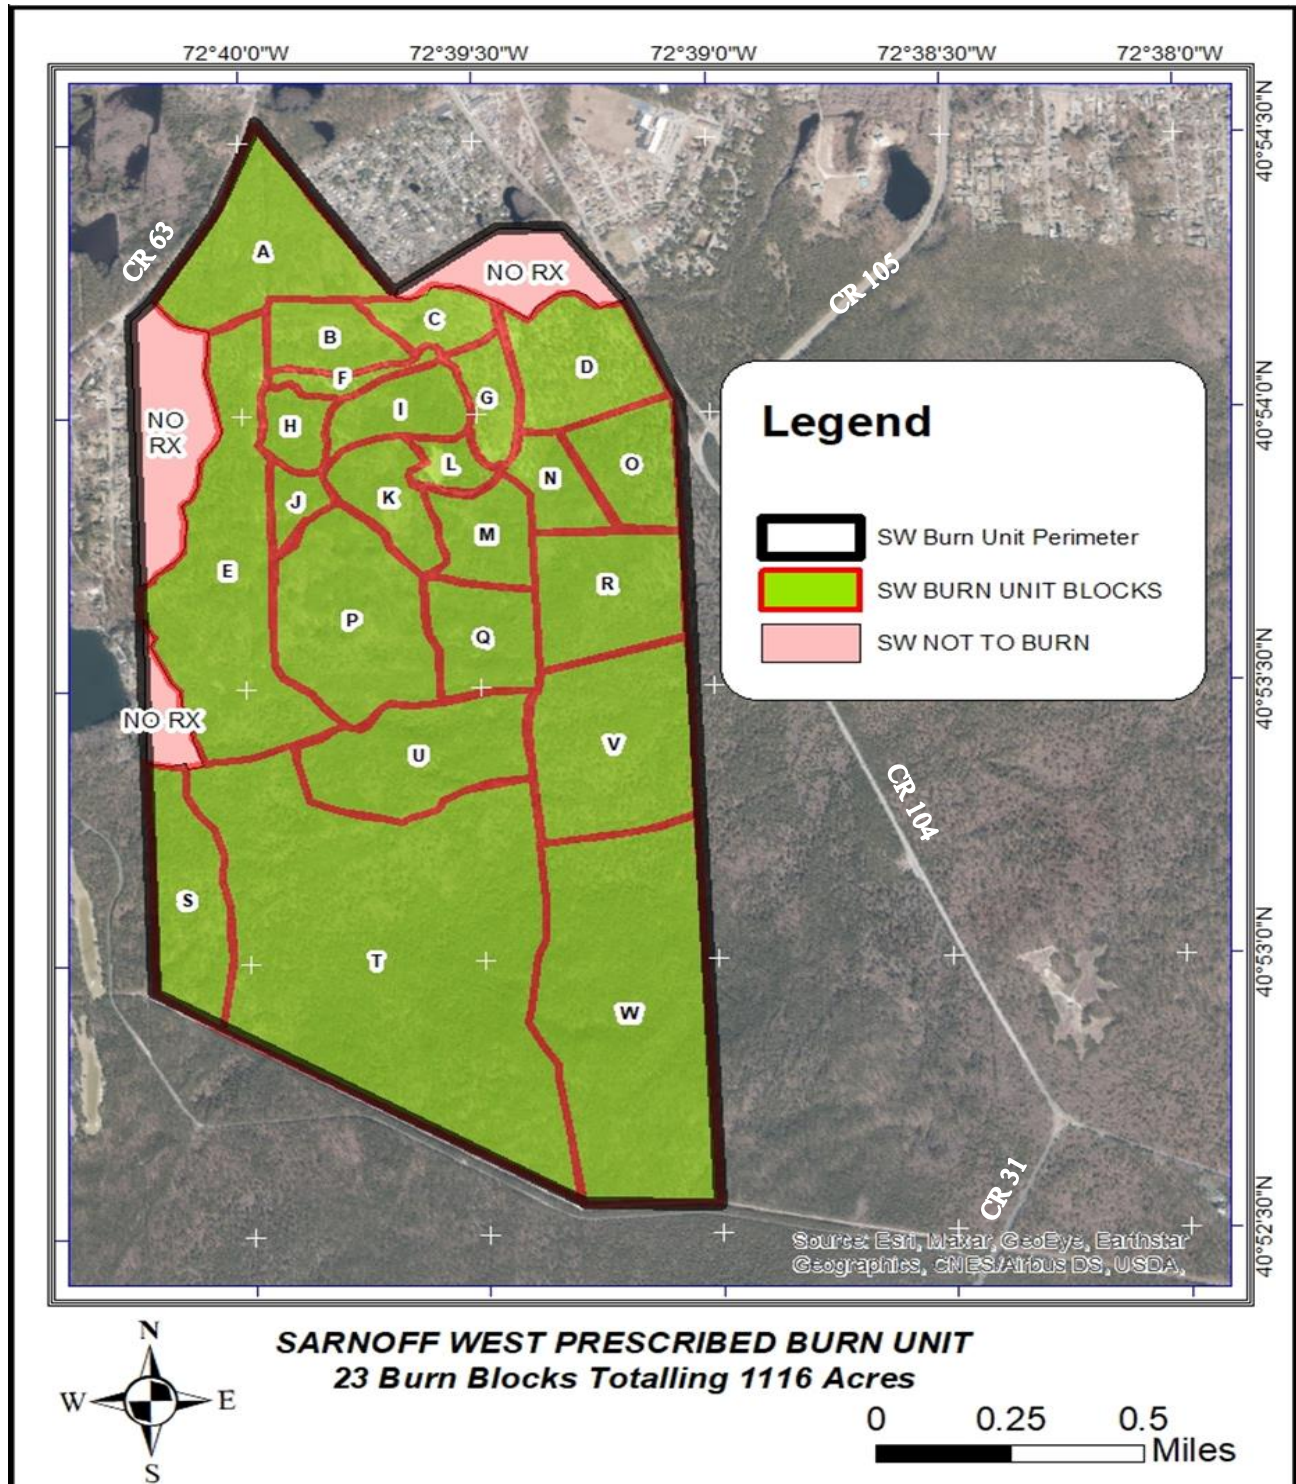 72°40'0"W
72°39'30"W
72°39'0"W
72°38'30"W
72°38'0"W
40°54'30"N
40°54'0"N
40°53'30"N
40°53'0"N
40°52'30"N
CR 63
A
NO RX
CR 105
B
C
D
F
G
I
H
NO
RX
L
O
N
J
K
M
E
R
P
Q
NO RX
U
V
S
T
W
Legend
SW Burn Unit Perimeter
SW BURN UNIT BLOCKS
SW NOT TO BURN
CR 104
CR 31
Source: Esri, Maxar, GeoEye, Earthstar
Geographics, CNES/Airbus DS, USDA,
N
W
E
S
SARNOFF WEST PRESCRIBED BURN UNIT
23 Burn Blocks Totalling 1116 Acres
0 0.25 0.5
Miles